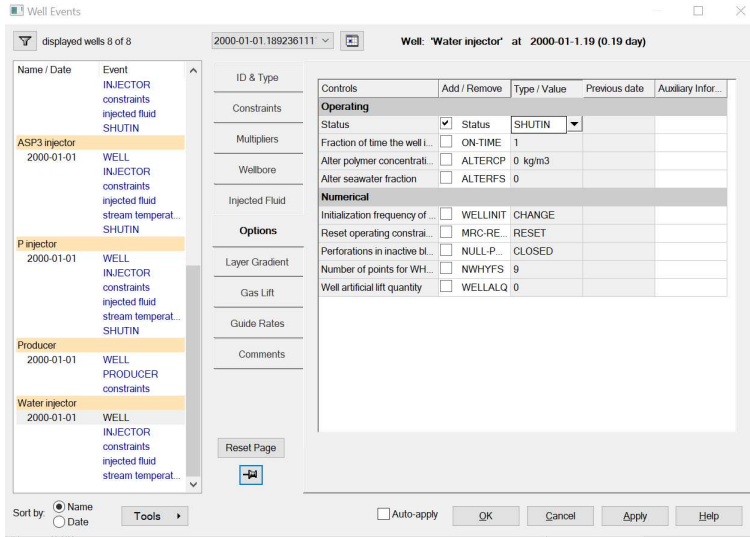 Well Events
displayed wells 8 of 8
2000-01-01.189236111
Well: 'Water injector' at 2000-01-1.19 (0.19 day)
Name / Date Event
INJECTOR
constraints
injected fluid
SHUTIN
ASP3 injector
2000-01-01 WELL
INJECTOR
constraints
injected fluid
stream temperat...
SHUTIN
P injector
2000-01-01 WELL
INJECTOR
constraints
injected fluid
stream temperat...
SHUTIN
Producer
2000-01-01 WELL
PRODUCER
constraints
Water injector
2000-01-01 WELL
INJECTOR
constraints
injected fluid
stream temperat...
ID & Type
Constraints
Multipliers
Wellbore
Injected Fluid
Options
Layer Gradient
Gas Lift
Guide Rates
Comments
Reset Page
Controls Add / Remove Type / Value Previous date Auxiliary Infor...
Operating
Status Status SHUTIN
Fraction of time the well i... ON-TIME 1
Alter polymer concentrati... ALTERCP 0 kg/m3
Alter seawater fraction ALTERFS 0
Numerical
Initialization frequency of ... WELLINIT CHANGE
Reset operating constrai... MRC-RE... RESET
Perforations in inactive bl... NULL-P... CLOSED
Number of points for WH... NWHYFS 9
Well artificial lift quantity WELLALQ 0
Sort by: Name
Date
Tools
Auto-apply OK Cancel Apply Help